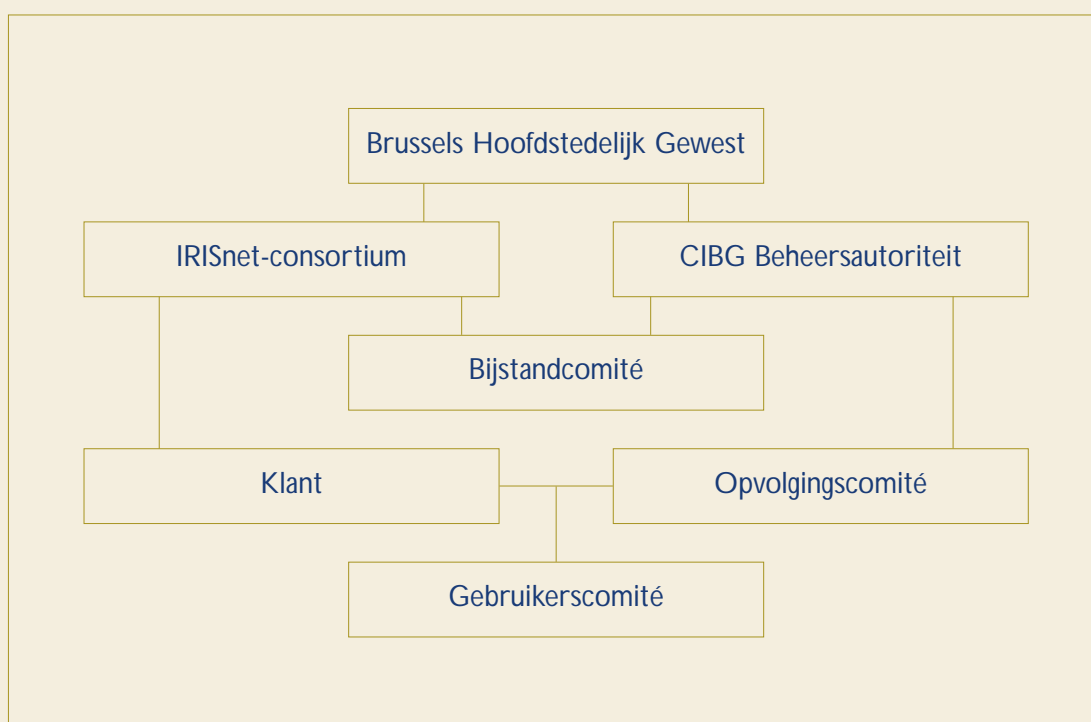 Brussels Hoofdstedelijk Gewest
IRISnet-consortium
CIBG Beheersautoriteit
Bijstandcomité
Klant
Opvolgingscomité
Gebruikerscomité